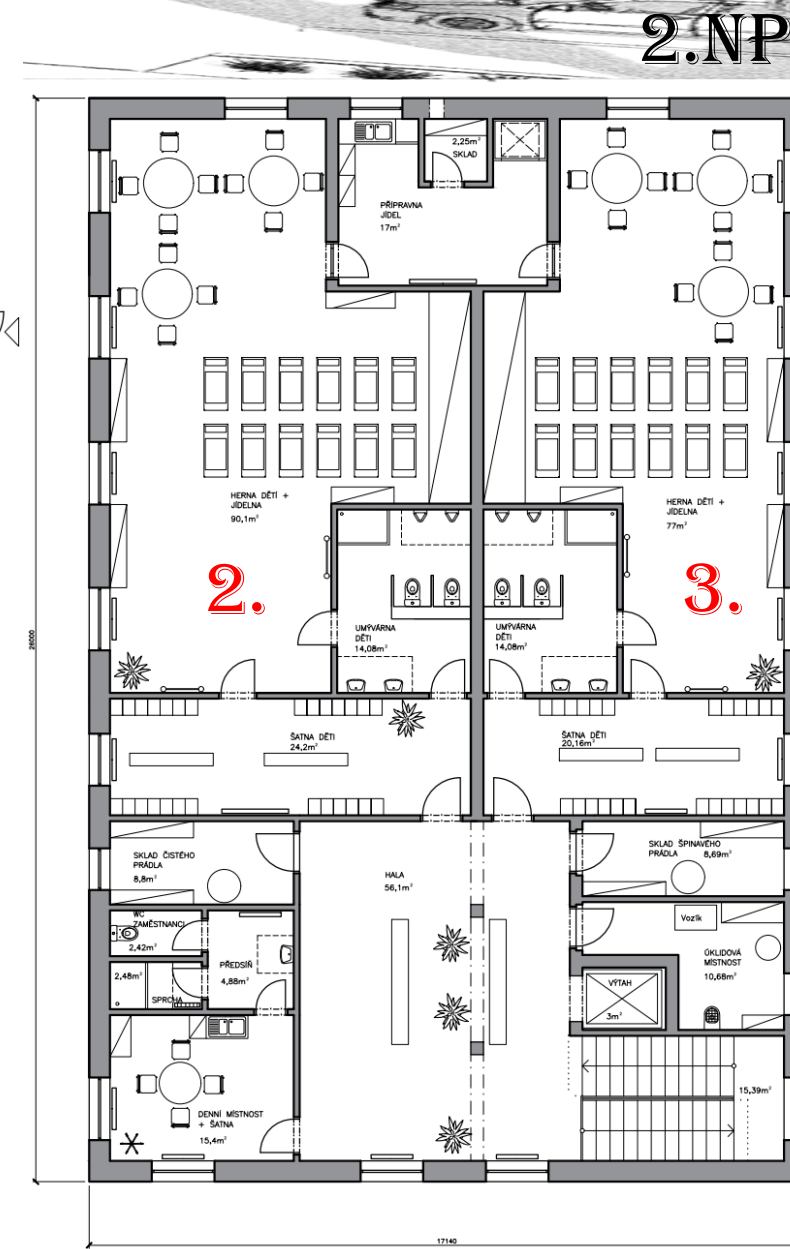 2.NP
2,25m²
SKLAD
PŘÍPRAVNA
JÍDEL
17m²
HERNA DĚTÍ +
JÍDELNA
90,1m²
HERNA DĚTÍ +
JÍDELNA
77m²
2.
3.
UMÝVÁRNA
DĚTI
14,08m²
UMÝVÁRNA
DĚTI
14,08m²
26000
ŠATNA DĚTI
24,2m²
ŠATNA DĚTI
20,16m²
SKLAD ČISTÉHO
PRÁDLA
8,8m²
HALA
56,1m²
SKLAD ŠPINAVÉHO
PRÁDLA
8,69m²
WC
ZAMĚSTNANCI
2,42m²
PŘEDSÍŇ
4,88m²
2,48m²
SPRCHA
Vozík
ÚKLIDOVÁ
MÍSTNOST
10,68m²
VÝTAH
3m²
15,39m²
DENNÍ MÍSTNOST
+ ŠATNA
15,4m²
17140